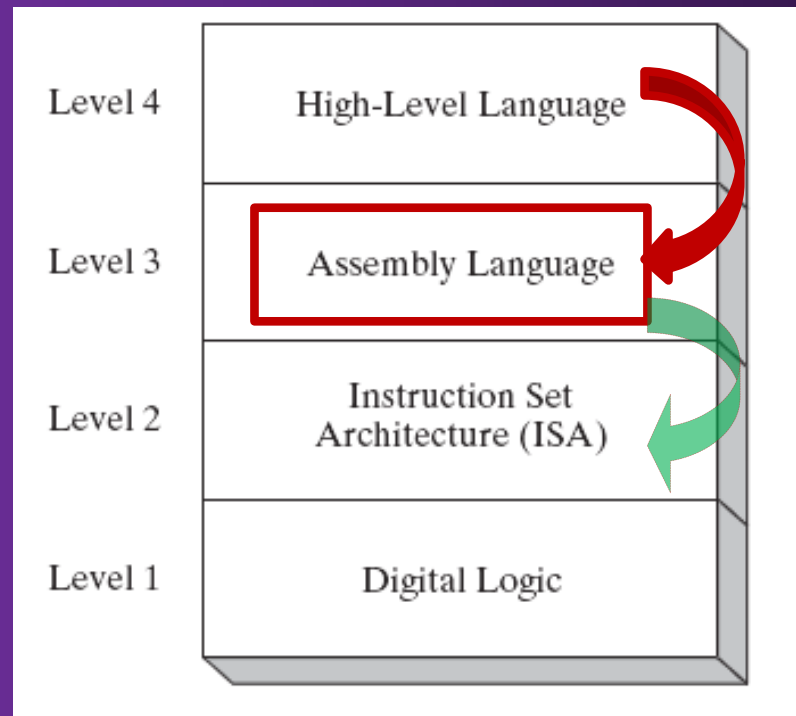 Level 4
High-Level Language
Level 3
Assembly Language
Level 2
Instruction Set
Architecture (ISA)
Level 1
Digital Logic